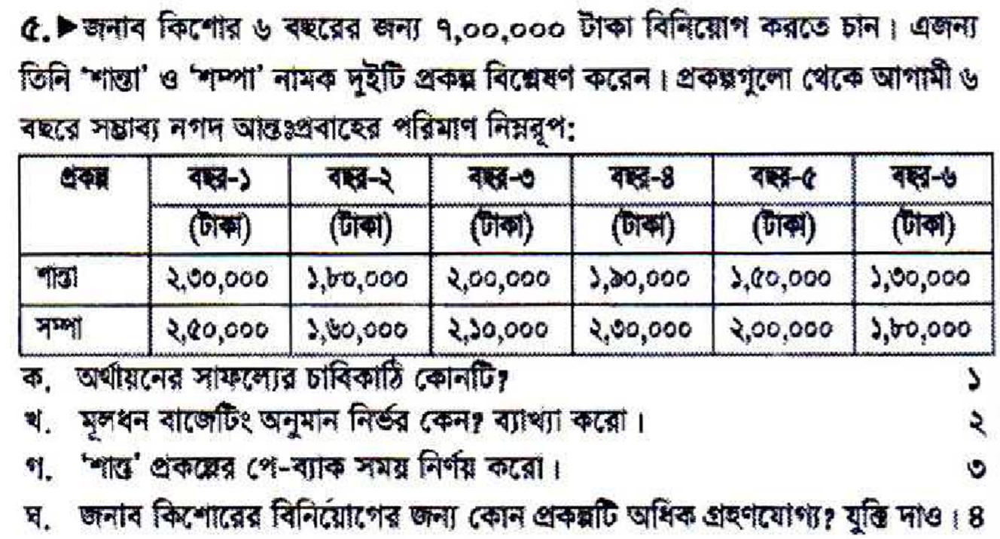 ৫.▶জনাব কিশোর ৬ বছরের জন্য ৭,০০,০০০ টাকা বিনিয়োগ করতে চান। এজন্য
তিনি ‘শান্তা’ ও ‘শম্পা’ নামক দুইটি প্রকল্প বিশ্লেষণ করেন। প্রকল্পগুলো থেকে আগামী ৬
বছরে সম্ভাব্য নগদ আন্তঃপ্রবাহের পরিমাণ নিম্নরূপ:
প্রকল্প বছর-১ বছর-২ বছর-৩ বছর-৪ বছর-৫ বছর-৬
(টাকা) (টাকা) (টাকা) (টাকা) (টাকা) (টাকা)
শান্তা ২,৩০,০০০ ১,৮০,০০০ ২,০০,০০০ ১,৯০,০০০ ১,৫০,০০০ ১,৩০,০০০
সম্পা ২,৫০,০০০ ১,৬০,০০০ ২,১০,০০০ ২,৩০,০০০ ২,০০,০০০ ১,৮০,০০০
ক. অর্থায়নের সাফল্যের চাবিকাঠি কোনটি? ১
খ. মূলধন বাজেটিং অনুমান নির্ভর কেন? ব্যাখ্যা করো। ২
গ. ‘শান্ত’ প্রকল্পের পে-ব্যাক সময় নির্ণয় করো। ৩
ঘ. জনাব কিশোরের বিনিয়োগের জন্য কোন প্রকল্পটি অধিক গ্রহণযোগ্য? যুক্তি দাও। ৪